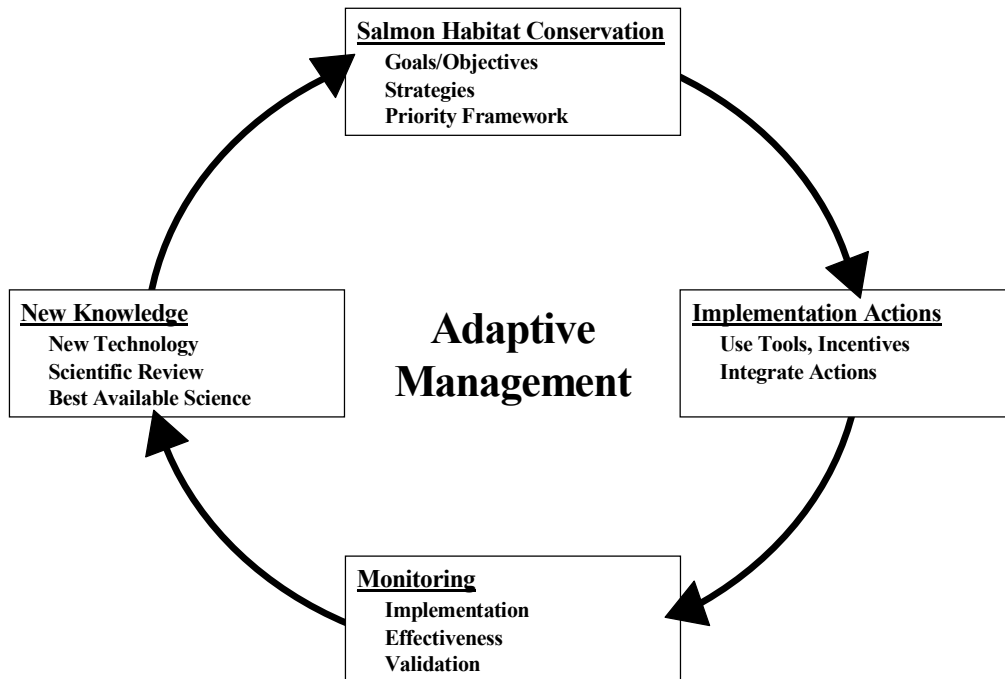 Salmon Habitat Conservation
Goals/Objectives
Strategies
Priority Framework
New Knowledge
New Technology
Scientific Review
Best Available Science
Adaptive
Management
Implementation Actions
Use Tools, Incentives
Integrate Actions
Monitoring
Implementation
Effectiveness
Validation